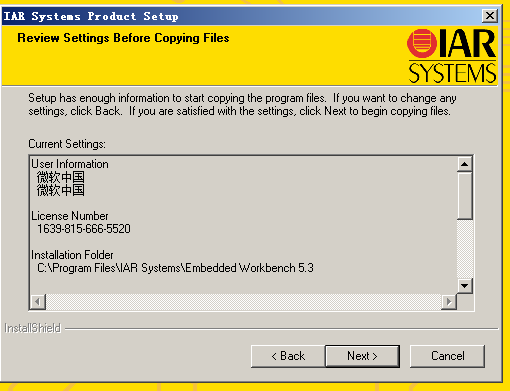 IAR Systems Product Setup
Review Settings Before Copying Files
IAR
SYSTEMS
Setup has enough information to start copying the program files. If you want to change any
settings, click Back. If you are satisfied with the settings, click Next to begin copying files.
Current Settings:
User Information
微软中国
微软中国
License Number
1639-815-666-5520
Installation Folder
C:\Program Files\IAR Systems\Embedded Workbench 5.3
InstallShield
< Back
Next >
Cancel